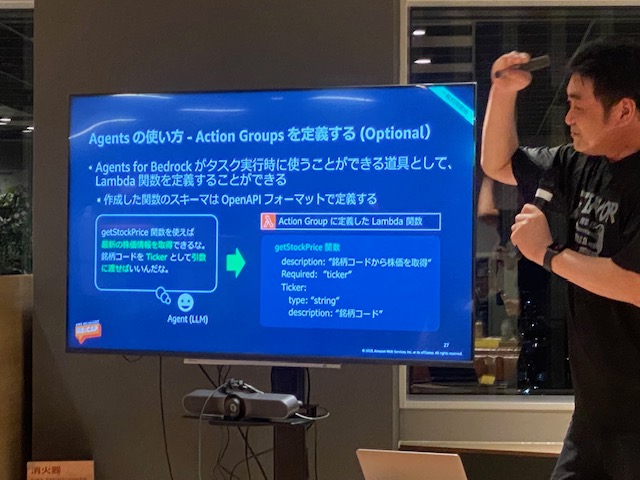 Agents の使い方 - Action Groups を定義する (Optional)
• Agents for Bedrock がタスク実行時に使うことができる道具として、
Lambda 関数を定義することができる
▪ 作成した関数のスキーマは OpenAPI フォーマットで定義する
getStockPrice 関数を使えば
最新の株価情報を取得できるな。
銘柄コードを Ticker として引数
に渡せばいいんだな。
Agent (LLM)
Action Group に定義した Lambda 関数
getStockPrice 関数
description: "銘柄コードから株価を取得"
Required: "ticker"
Ticker:
type: "string"
description: "銘柄コード"
27
消火器